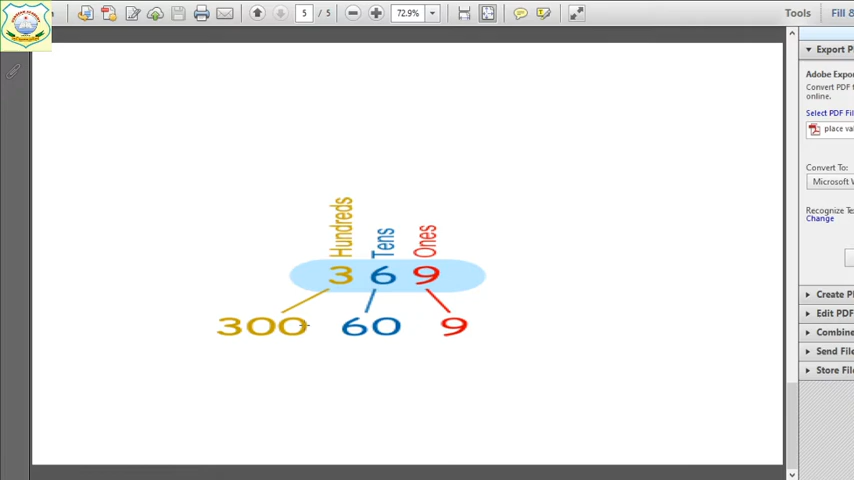 5 / 5
72.9%
Tools
Fill &
Export P
Adobe Expor
Convert PDF f
online.
Select PDF Fil
place val
Convert To:
Microsoft W
Recognize Te
Change
Create P
Edit PDF
Combine
Send File
Store File
Hundreds Tens Ones
3 6 9
300 60 9